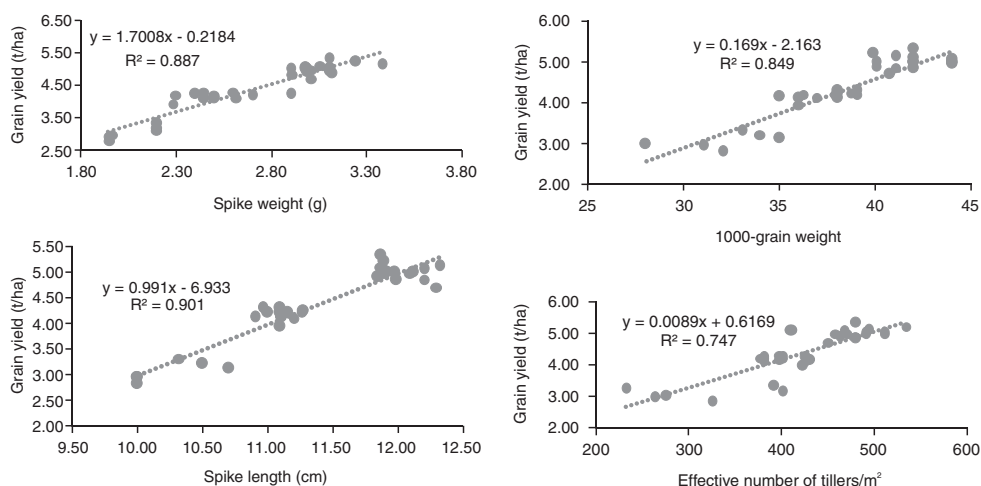 Grain yield (t/ha)
6.50
5.50
4.50
3.50
2.50
y = 1.7008x - 0.2184
R² = 0.887
1.80 2.30 2.80 3.30 3.80
Spike weight (g)
Grain yield (t/ha)
6.00
5.00
4.00
3.00
2.00
y = 0.169x - 2.163
R² = 0.849
25 30 35 40 45
1000-grain weight
Grain yield (t/ha)
5.50
5.00
4.50
4.00
3.50
3.00
2.50
2.00
y = 0.991x - 6.933
R² = 0.901
9.50 10.00 10.50 11.00 11.50 12.00 12.50
Spike length (cm)
Grain yield (t/ha)
6.00
5.00
4.00
3.00
2.00
y = 0.0089x + 0.6169
R² = 0.747
200 300 400 500 600
Effective number of tillers/m²